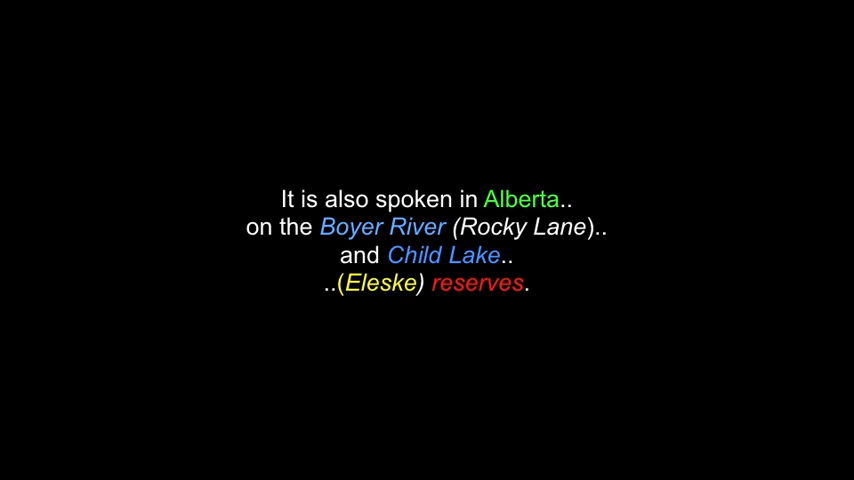 It is also spoken in Alberta..
on the Boyer River (Rocky Lane)..
and Child Lake..
..(Eleske) reserves.